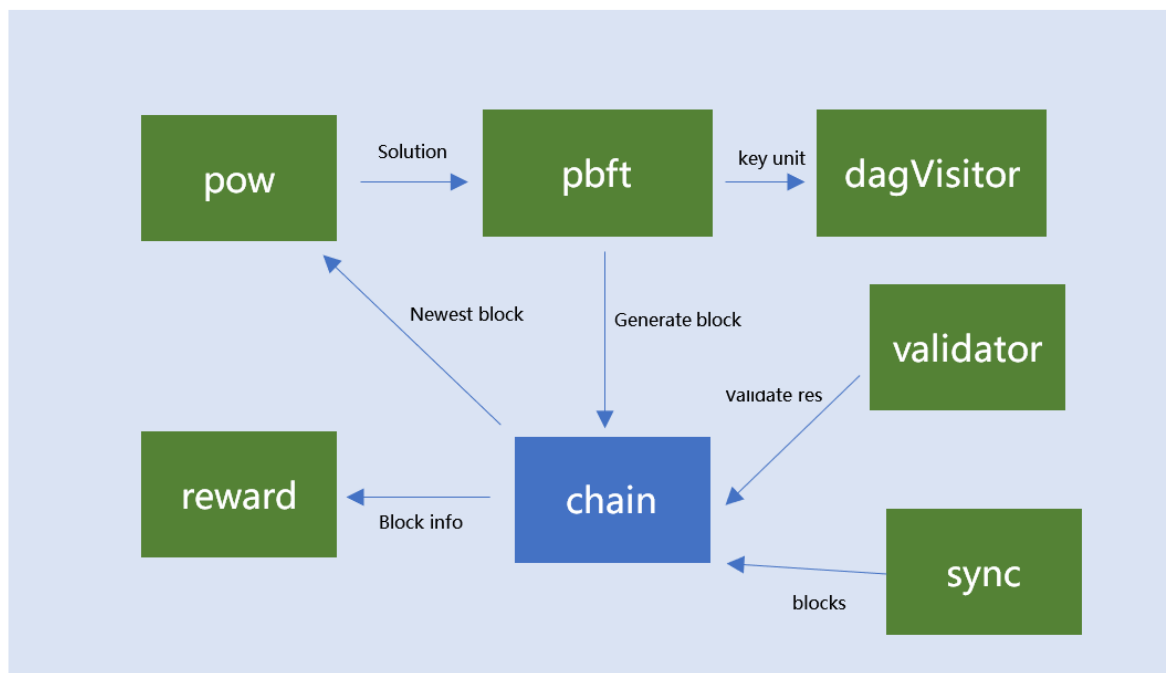 Solution
key unit
pow
pbft
dagVisitor
Newest block
Generate block
validator
Validate res
reward
chain
Block info
sync
blocks